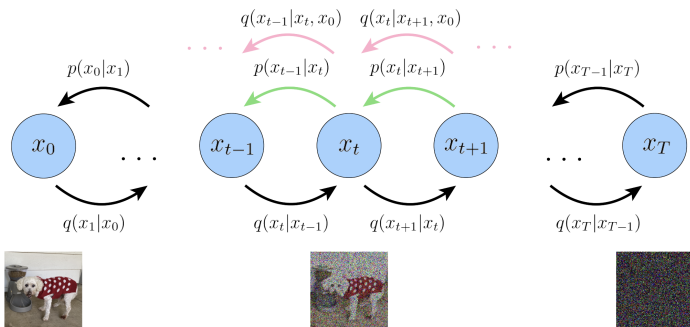 q(x_{t-1}|x_t, x_0) q(x_t|x_{t+1}, x_0)
. . . . . .
p(x_0|x_1) p(x_{t-1}|x_t) p(x_t|x_{t+1}) p(x_{T-1}|x_T)
x_0 . . . x_{t-1} x_t x_{t+1} . . . x_T
q(x_1|x_0) q(x_t|x_{t-1}) q(x_{t+1}|x_t) q(x_T|x_{T-1})